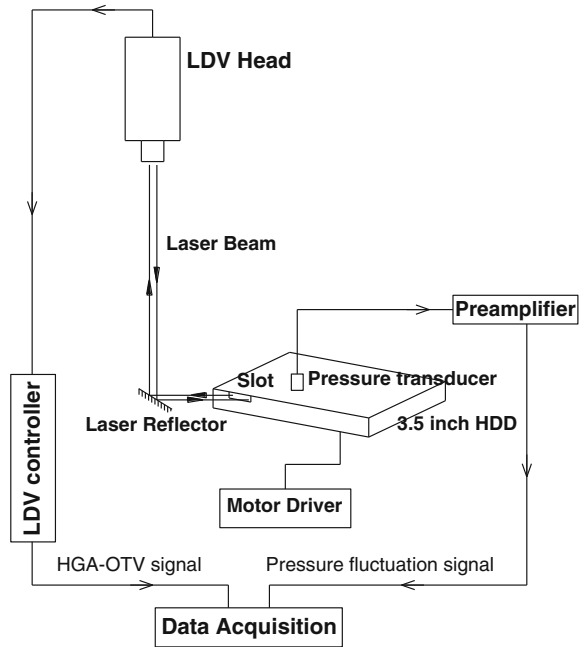 LDV Head
Laser Beam
Preamplifier
Slot
Pressure transducer
Laser Reflector
3.5 inch HDD
LDV controller
Motor Driver
HGA-OTV signal
Pressure fluctuation signal
Data Acquisition